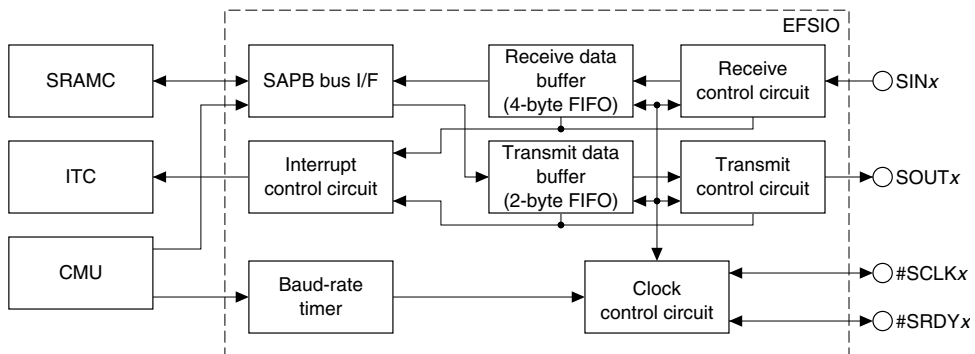 EFSIO
SRAMC
SAPB bus I/F
Receive data
buffer
(4-byte FIFO)
Receive
control circuit
SINx
ITC
Interrupt
control circuit
Transmit data
buffer
(2-byte FIFO)
Transmit
control circuit
SOUTx
CMU
Baud-rate
timer
Clock
control circuit
#SCLKx
#SRDYx